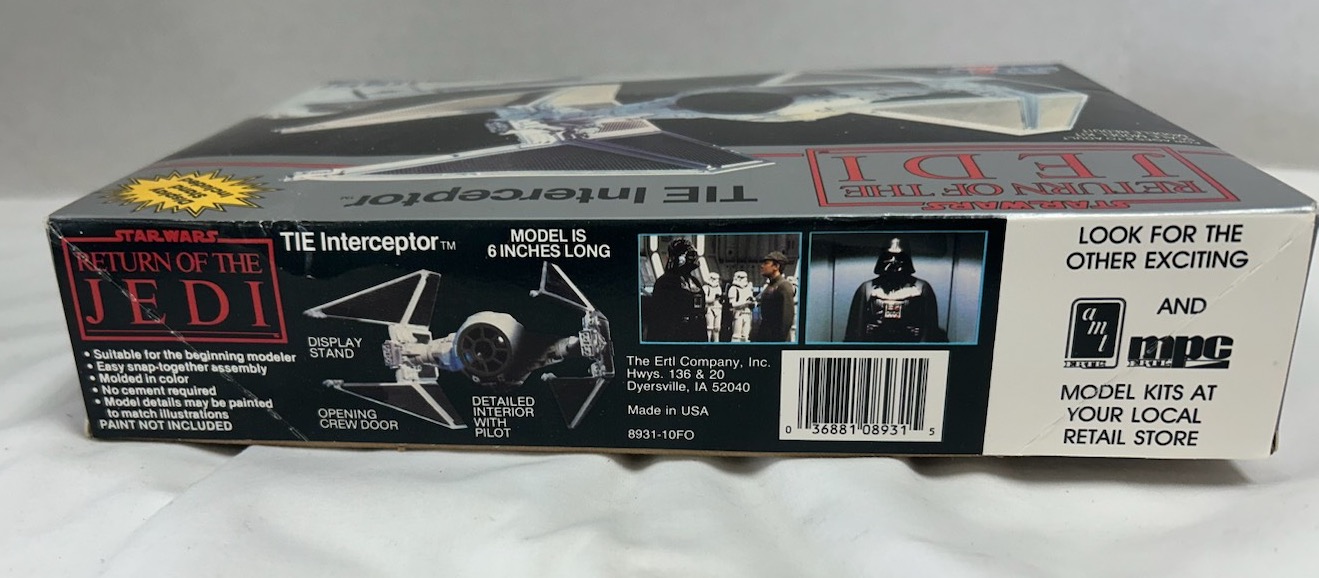 STAR WARS
RETURN OF THE
JEDI
TIE Interceptor
STAR WARS
RETURN OF THE
JEDI
• Suitable for the beginning modeler
• Easy snap-together assembly
• Molded in color
• No cement required
• Model details may be painted
to match illustrations
PAINT NOT INCLUDED
TIE Interceptor TM
MODEL IS
6 INCHES LONG
DISPLAY
STAND
OPENING
CREW DOOR
DETAILED
INTERIOR
WITH
PILOT
The Ertl Company, Inc.
Hwys. 136 & 20
Dyersville, IA 52040
Made in USA
8931-10FO
0 36881 08931 5
LOOK FOR THE
OTHER EXCITING
amt
ERTL
AND
mpc
ERTL
MODEL KITS AT
YOUR LOCAL
RETAIL STORE